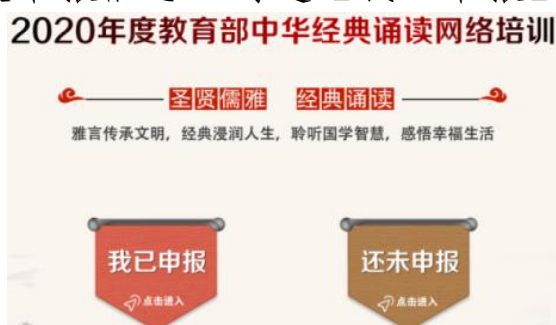 2020年度教育部中华经典诵读网络培训
圣贤儒雅 经典诵读
雅言传承文明，经典浸润人生，聆听国学智慧，感悟幸福生活
我已申报 还未申报
点击进入 点击进入